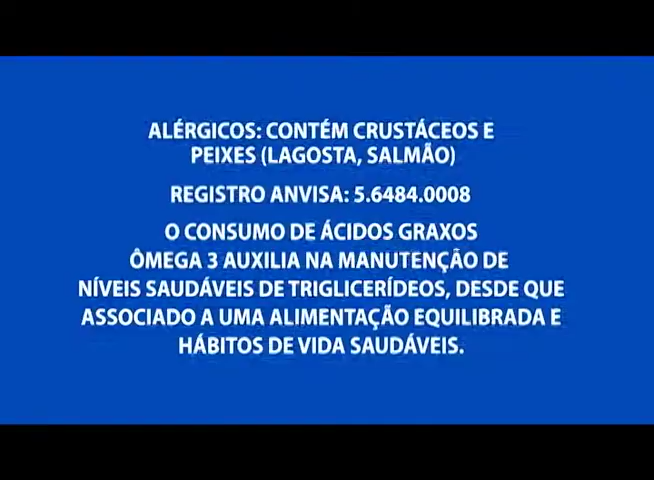 ALÉRGICOS: CONTÉM CRUSTÁCEOS E
PEIXES (LAGOSTA, SALMÃO)
REGISTRO ANVISA: 5.6484.0008
O CONSUMO DE ÁCIDOS GRAXOS
ÔMEGA 3 AUXILIA NA MANUTENÇÃO DE
NÍVEIS SAUDÁVEIS DE TRIGLICERÍDEOS, DESDE QUE
ASSOCIADO A UMA ALIMENTAÇÃO EQUILIBRADA E
HÁBITOS DE VIDA SAUDÁVEIS.